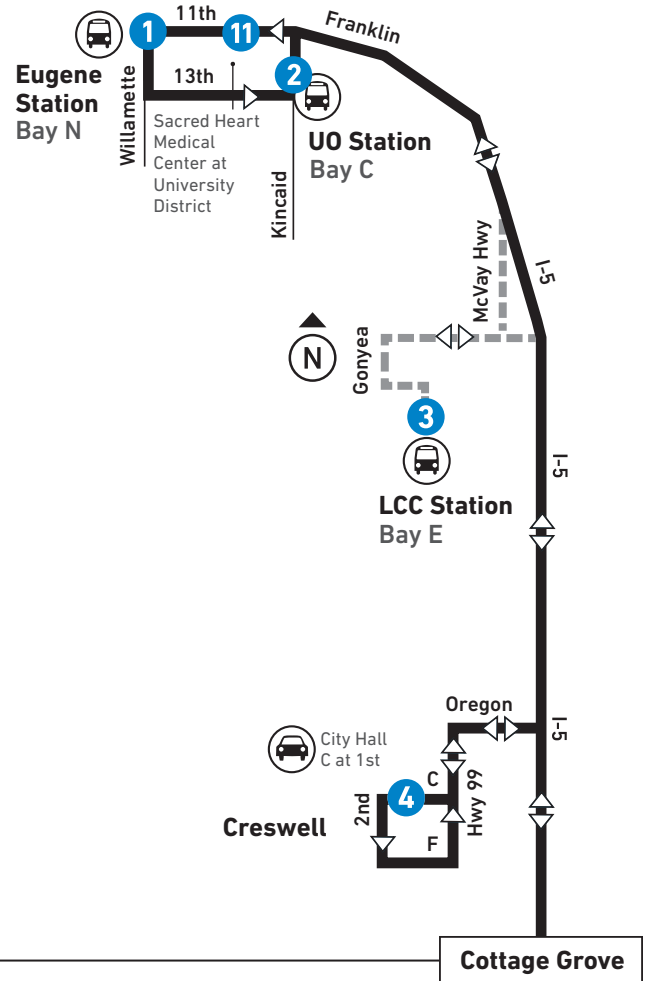 11th
Franklin
1
11
Eugene
Station
Bay N
13th
2
Willamette
Sacred Heart
Medical
Center at
University
District
UO Station
Bay C
Kincaid
McVay Hwy
I-5
N
Gonyea
3
I-5
LCC Station
Bay E
Oregon
I-5
City Hall
C at 1st
C
4
2nd
Hwy 99
Creswell
F
Cottage Grove